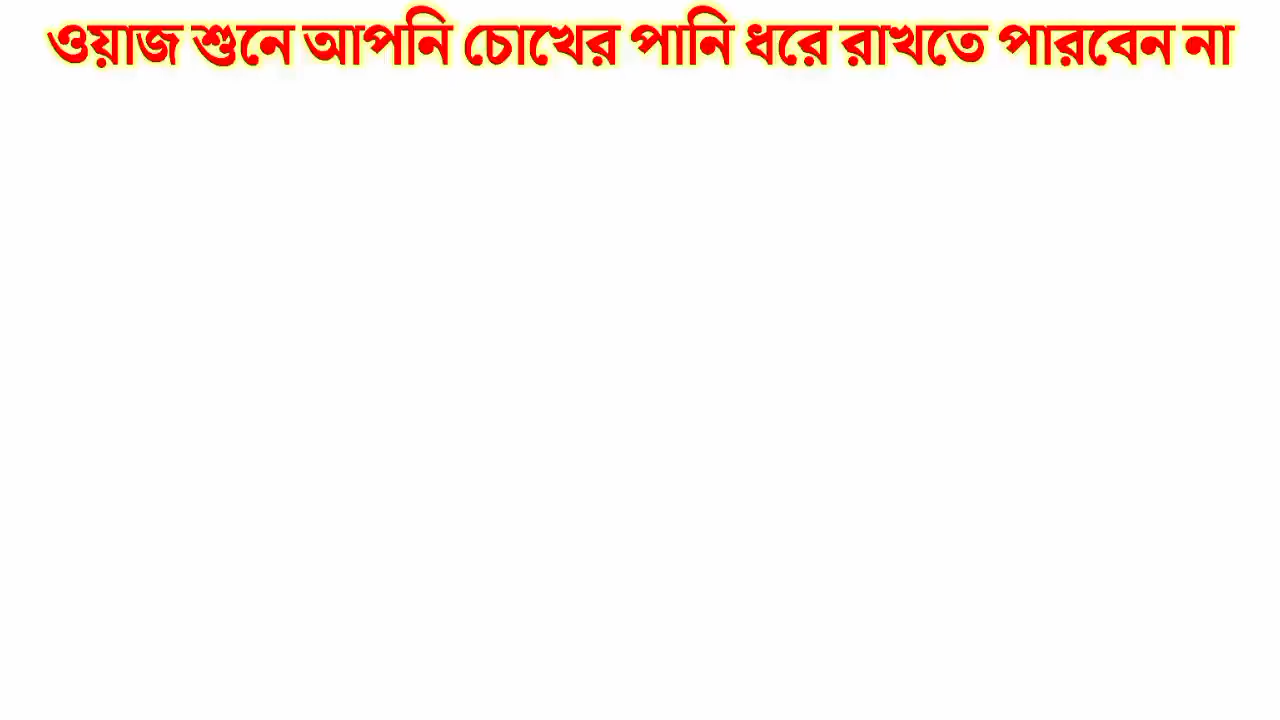 ওয়াজ শুনে আপনি চোখের পানি ধরে রাখতে পারবেন না